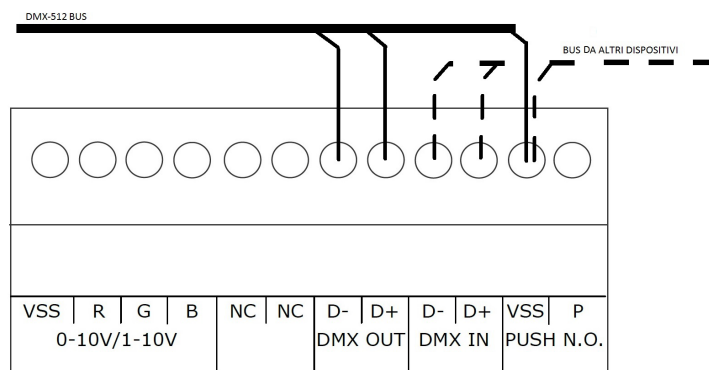 DMX-512 BUS
BUS DA ALTRI DISPOSITIVI
VSS R G B NC NC D- D+ D- D+ VSS P
0-10V/1-10V DMX OUT DMX IN PUSH N.O.